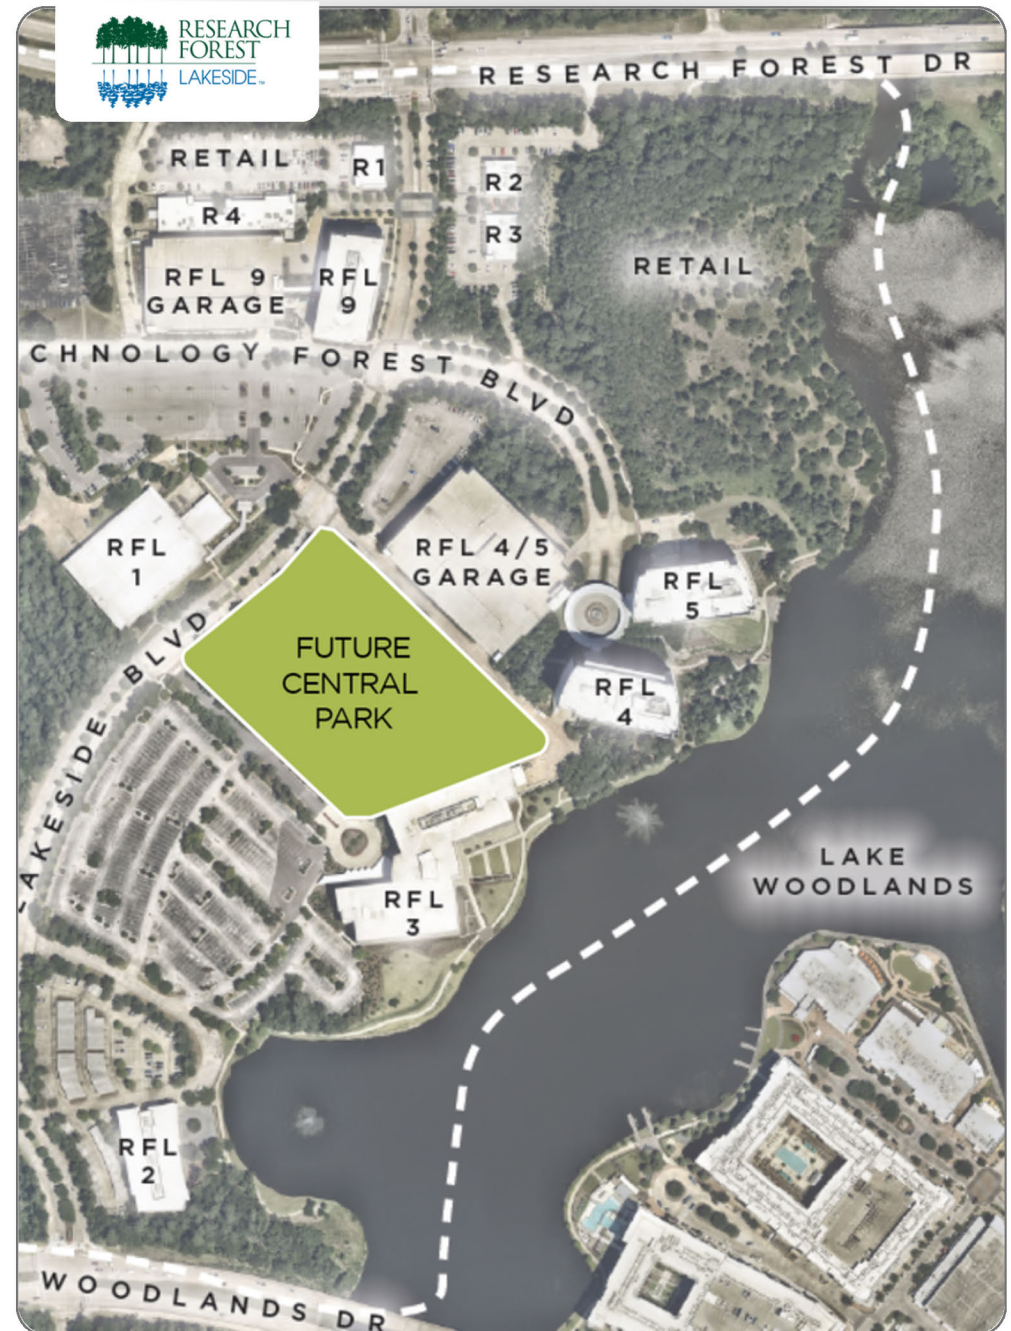 RESEARCH
FOREST
LAKESIDE™
RESEARCH FOREST DR
RETAIL
R1
R2
R4
R3
RETAIL
RFL 9
GARAGE
RFL
9
CHNOLOGY FOREST BLVD
RFL
1
RFL 4/5
GARAGE
RFL
5
LAKESIDE BLVD
FUTURE
CENTRAL
PARK
RFL
4
LAKE
WOODLANDS
RFL
3
RFL
2
WOODLANDS DR